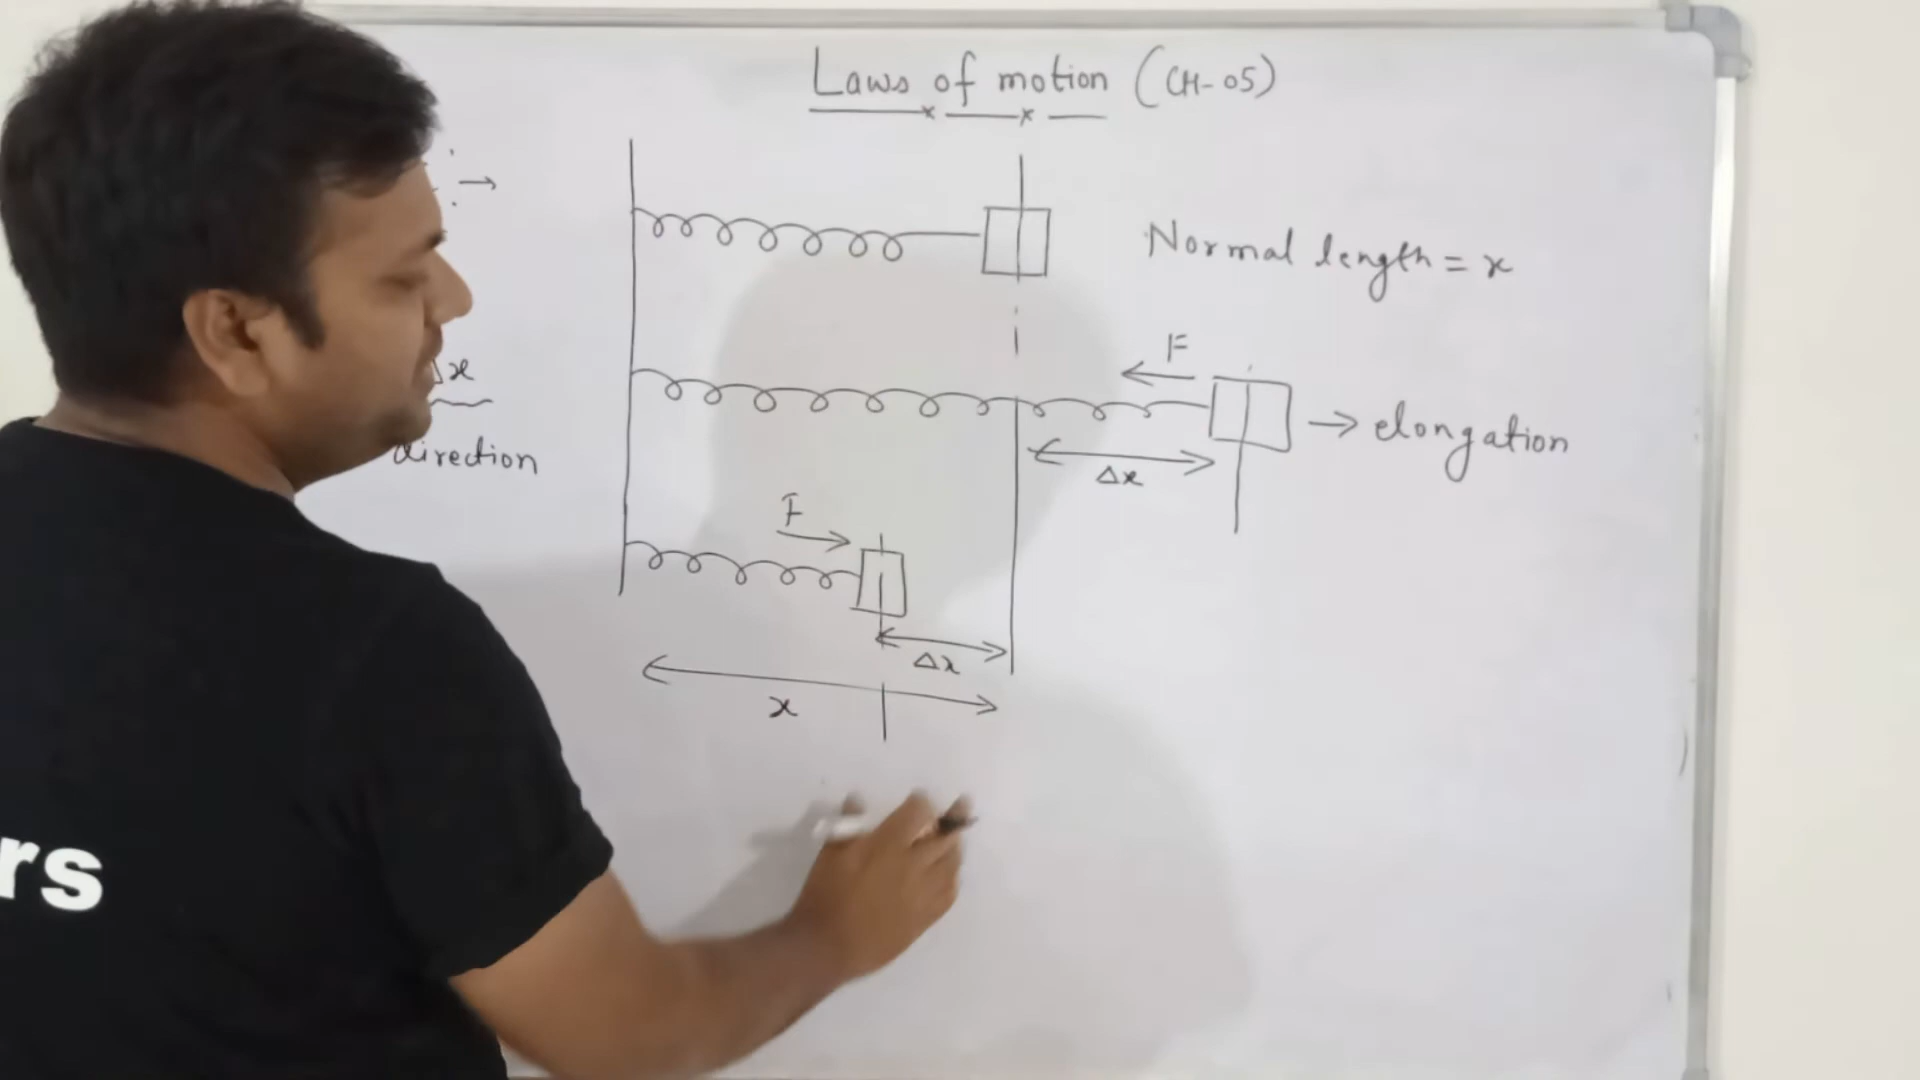 Laws of motion (CH-05)
Normal length = x
F
Δx
→ elongation
direction
Δx
F
Δx
x
rs